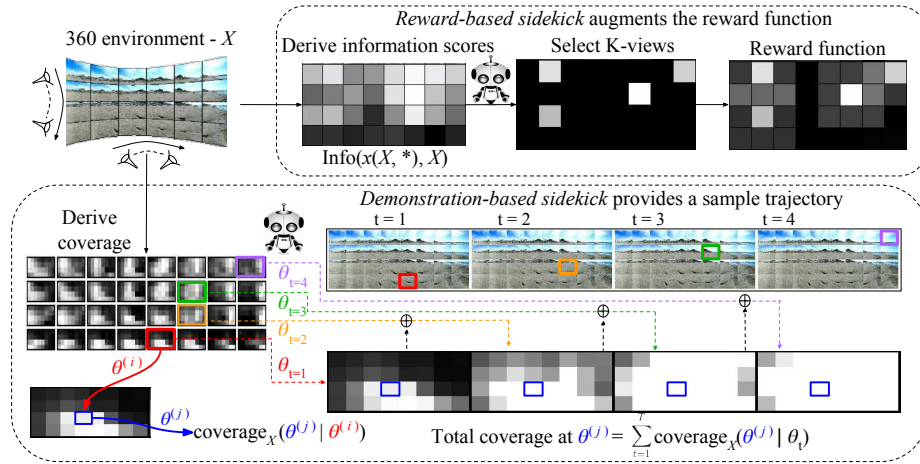 Reward-based sidekick augments the reward function
360 environment - X
Derive information scores
Select K-views
Reward function
Info(x(X, *), X)
Demonstration-based sidekick provides a sample trajectory
Derive
coverage
t = 1
t = 2
t = 3
t = 4
θt=4
θt=3
θt=2
θt=1
θ(i)
θ(j)
coverageX(θ(j) | θ(i))
Total coverage at θ(j) = ∑t=1T coverageX(θ(j) | θt)